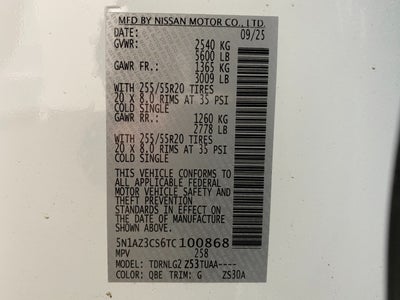 MFD BY NISSAN MOTOR CO., LTD.
DATE: 09/25
GVWR: 2540 KG
5600 LB
GAWR FR.: 1365 KG
3009 LB
WITH 255/55R20 TIRES
20 X 8.0 RIMS AT 35 PSI
COLD SINGLE
GAWR RR.: 1260 KG
2778 LB
WITH 255/55R20 TIRES
20 X 8.0 RIMS AT 35 PSI
COLD SINGLE
THIS VEHICLE CONFORMS TO
ALL APPLICABLE FEDERAL
MOTOR VEHICLE SAFETY AND
THEFT PREVENTION
STANDARDS IN EFFECT ON
THE DATE OF MANUFACTURE
SHOWN ABOVE
5N1AZ3CS6TC100868
MPV 258
MODEL: TDRNLG2 Z53TUAA----
COLOR: QBE TRIM: G ZS30A